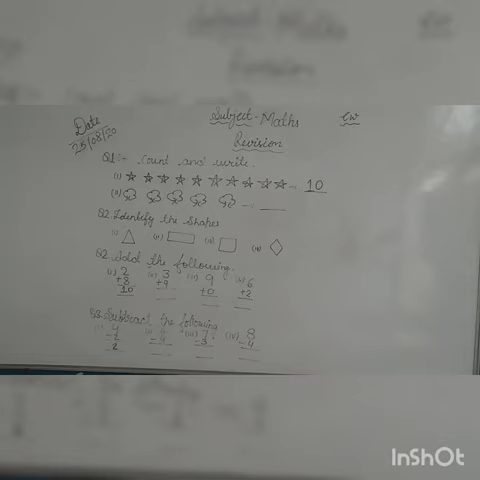 Subject - Maths
CW
Date
25/08/20
Revision
Q1:- Count and write.
(i) 10
(ii)
Q2. Identify the Shapes
(i) (ii) (iii) (iv)
Q2. Add the following.
(i) 2 (ii) 3 (iii) 9 (iv) 6
+8 +9 +0 +2
10
Q3. Subtract the following
4 (iii) 7 (iv) 8
-2 -3 -4
2
InShOt